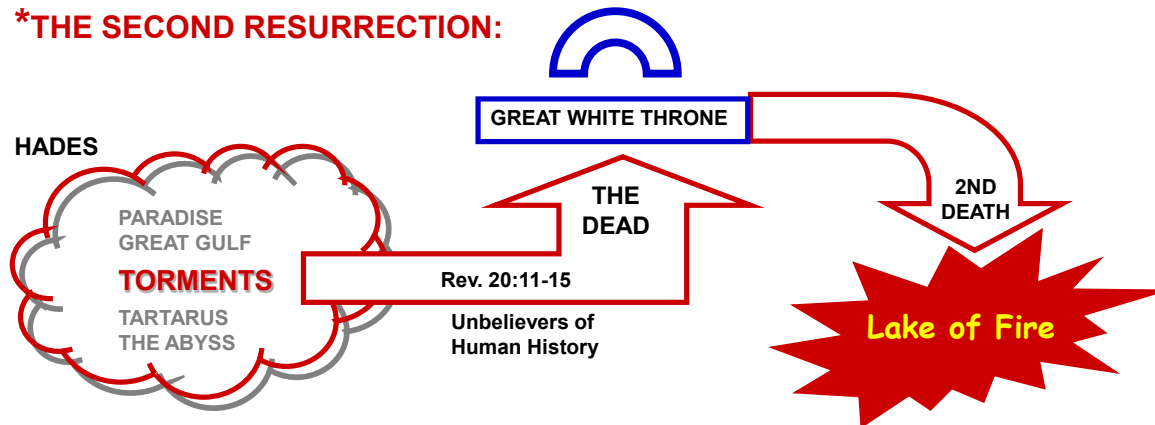 *THE SECOND RESURRECTION:
GREAT WHITE THRONE
HADES
PARADISE
GREAT GULF
TORMENTS
TARTARUS
THE ABYSS
THE
DEAD
Rev. 20:11-15
Unbelievers of
Human History
2ND
DEATH
Lake of Fire